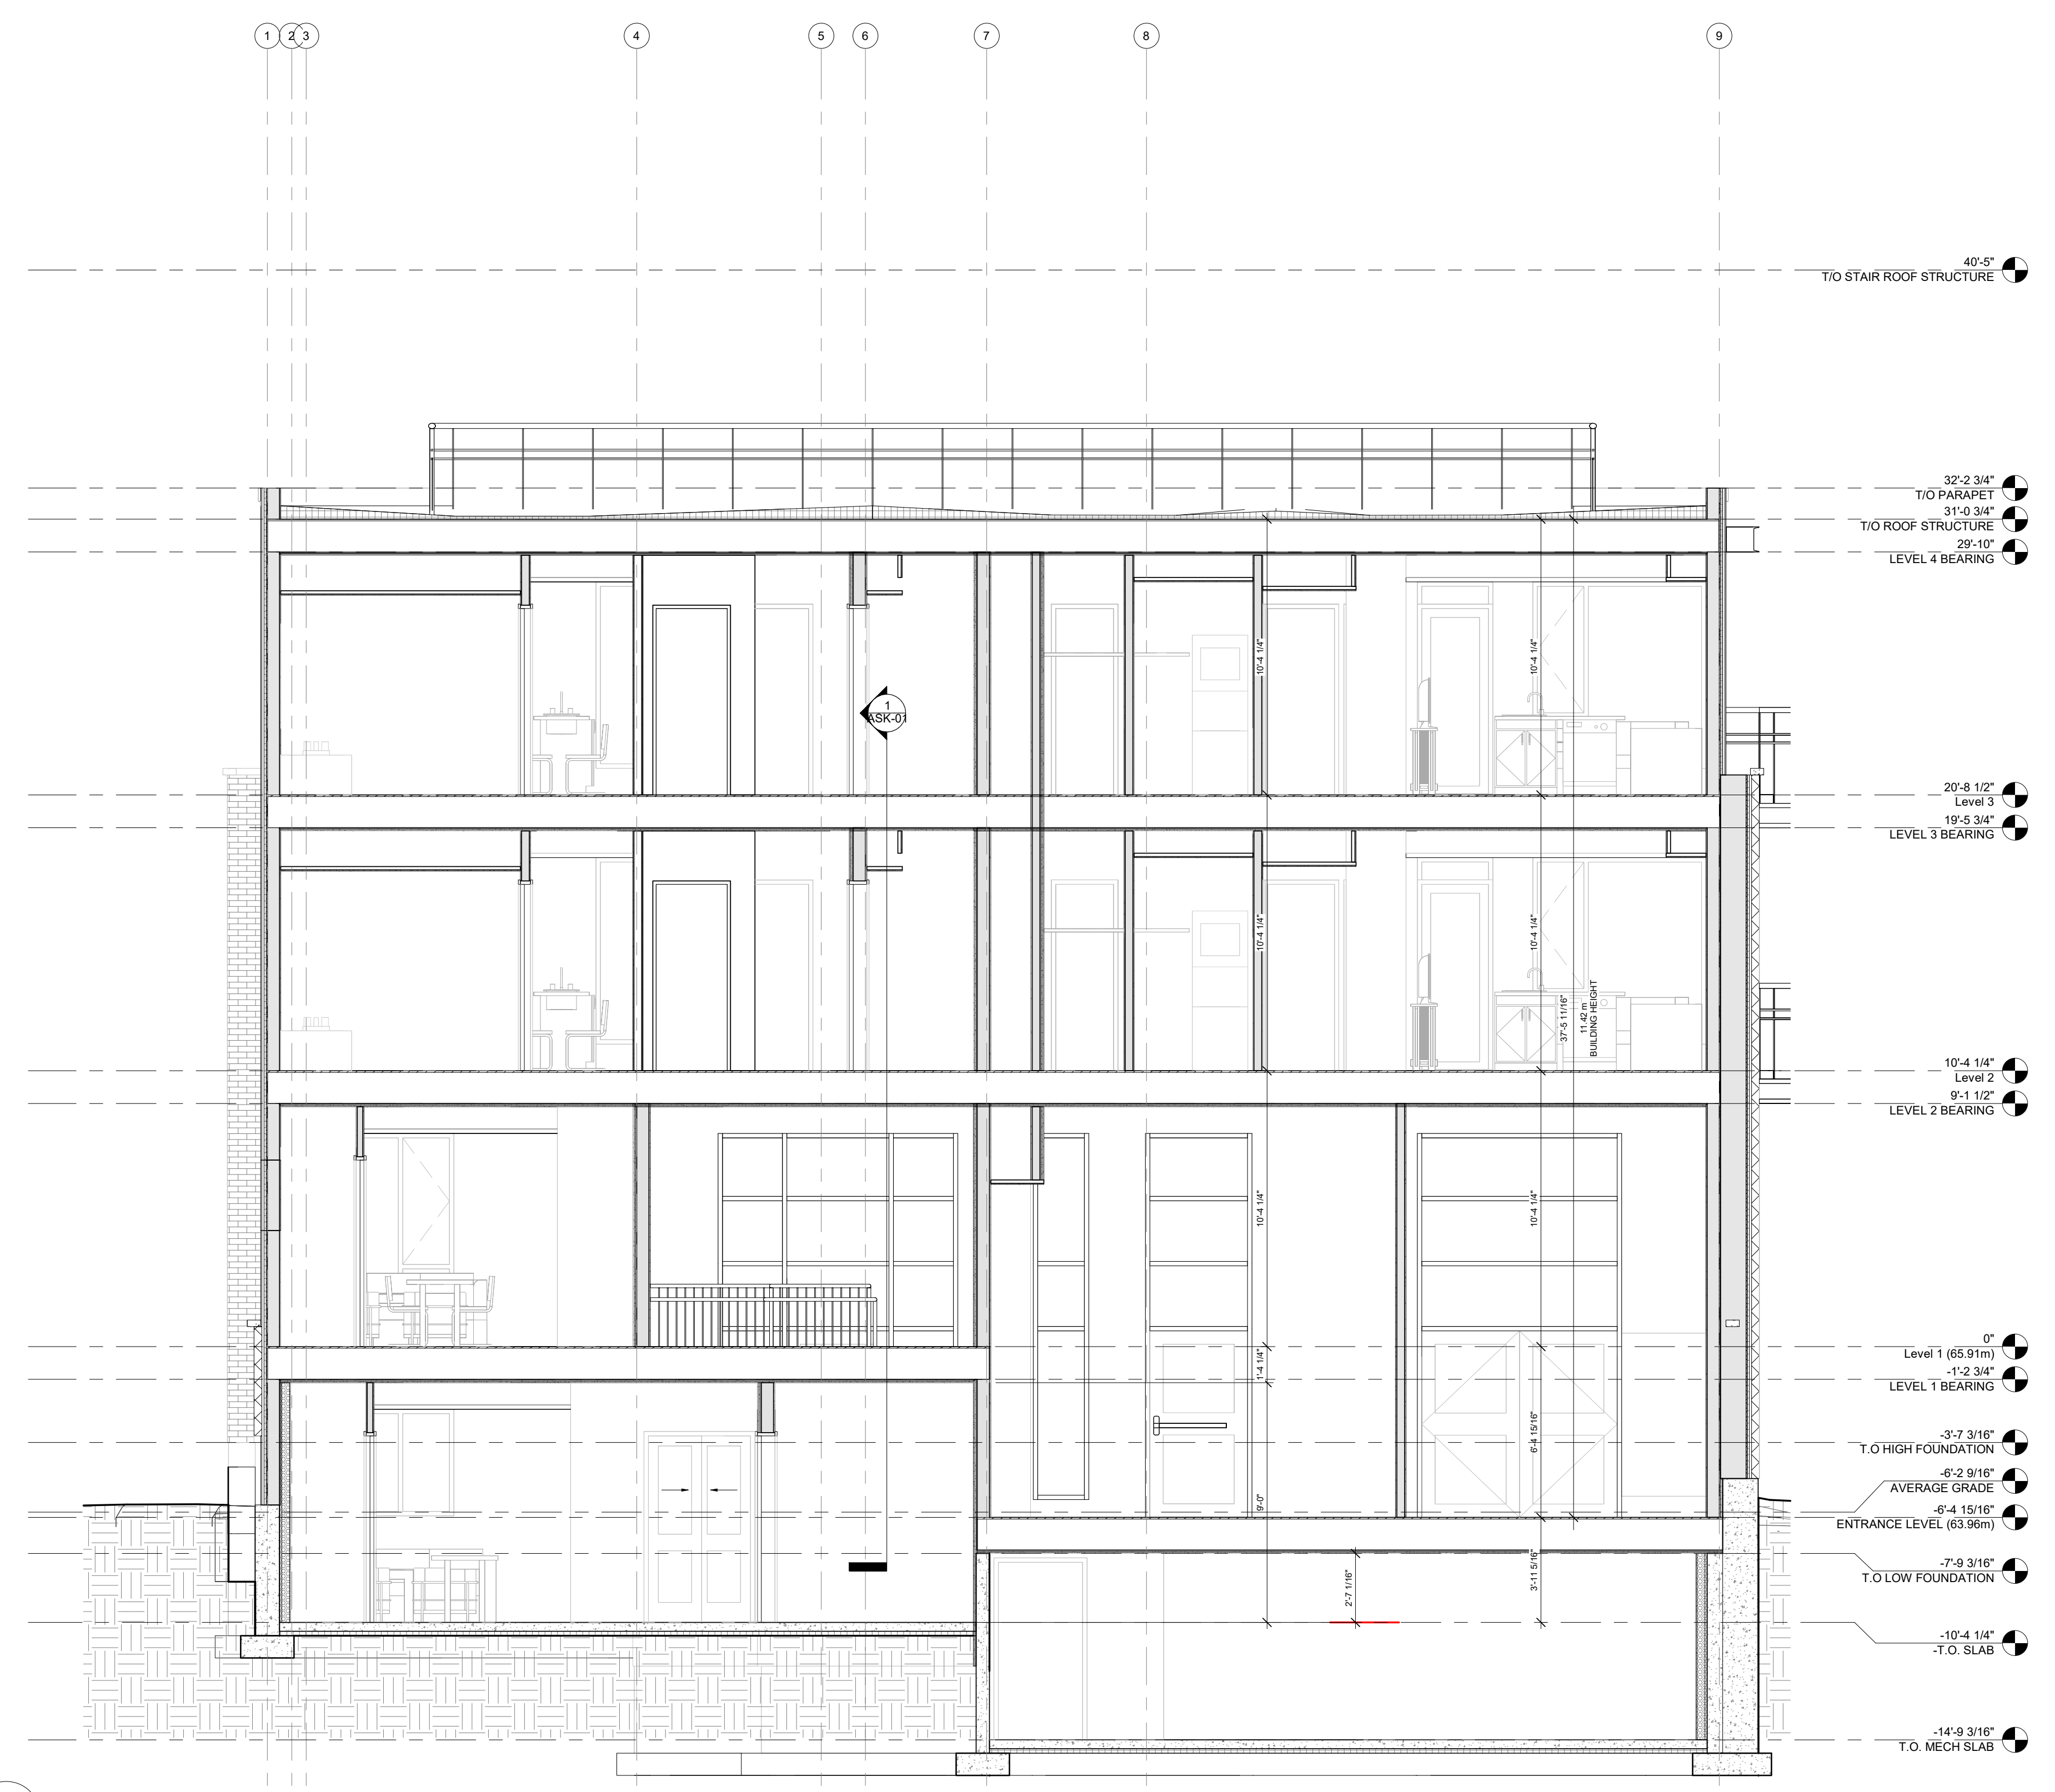 1
2
3
4
5
6
7
8
9
40'-5"
T/O STAIR ROOF STRUCTURE
32'-2 3/4"
T/O PARAPET
31'-0 3/4"
T/O ROOF STRUCTURE
29'-10"
LEVEL 4 BEARING
10'-4 1/4"
10'-4 1/4"
1
ASK-01
20'-8 1/2"
Level 3
19'-5 3/4"
LEVEL 3 BEARING
10'-4 1/4"
10'-4 1/4"
37'-5 11/16"
11.42 m
BUILDING HEIGHT
10'-4 1/4"
Level 2
9'-1 1/2"
LEVEL 2 BEARING
10'-4 1/4"
10'-4 1/4"
0"
Level 1 (65.91m)
1'-4 1/4"
-1'-2 3/4"
LEVEL 1 BEARING
6'-4 15/16"
-3'-7 3/16"
T.O HIGH FOUNDATION
9'-0"
-6'-2 9/16"
AVERAGE GRADE
-6'-4 15/16"
ENTRANCE LEVEL (63.96m)
2'-7 1/16"
3'-11 5/16"
-7'-9 3/16"
T.O LOW FOUNDATION
-10'-4 1/4"
-T.O. SLAB
-14'-9 3/16"
T.O. MECH SLAB